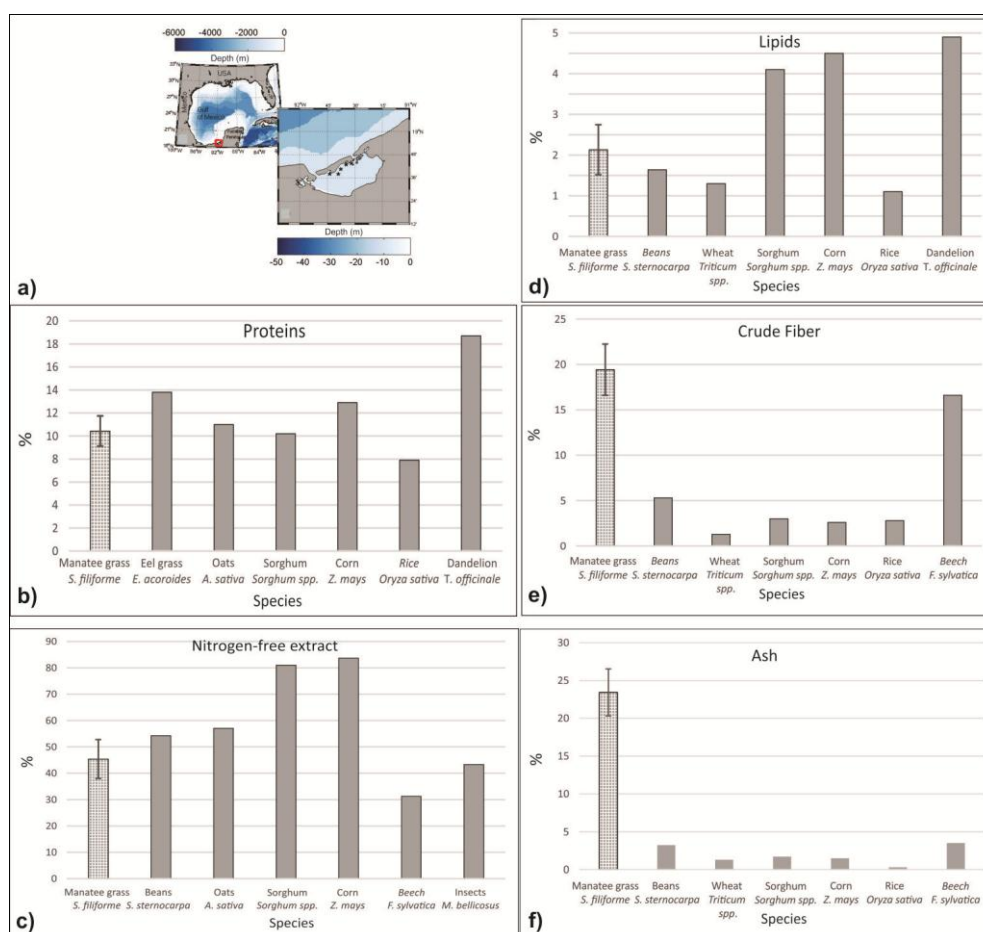 -6000 -4000 -2000 0
Depth (m)
USA
Gulf
of Mexico
Depth (m)
-50 -40 -30 -20 -10 0
a)
Proteins
20
18
16
14
12
10
8
6
4
2
0
%
Manatee grass Eel grass Oats Sorghum Corn Rice Dandelion
S. filiforme E. acoroides A. sativa Sorghum spp. Z. mays Oryza sativa T. officinale
Species
b)
Nitrogen-free extract
90
80
70
60
50
40
30
20
10
0
%
Manatee grass Beans Oats Sorghum Corn Beech Insects
S. filiforme S. sternocarpa A. sativa Sorghum spp. Z. mays F. sylvatica M. bellicosus
Species
c)
Lipids
5
4
3
2
1
0
%
Manatee grass Beans Wheat Sorghum Corn Rice Dandelion
S. filiforme S. sternocarpa Triticum Sorghum spp. Z. mays Oryza sativa T. officinale
spp.
Species
d)
Crude Fiber
25
20
15
10
5
0
%
Manatee grass Beans Wheat Sorghum Corn Rice Beech
S. filiforme S. sternocarpa Triticum Sorghum spp. Z. mays Oryza sativa F. sylvatica
spp.
Species
e)
Ash
30
25
20
15
10
5
0
%
Manatee grass Beans Wheat Sorghum Corn Rice Beech
S. filiforme S. sternocarpa Triticum Sorghum spp. Z. mays Oryza sativa F. sylvatica
spp.
Species
f)